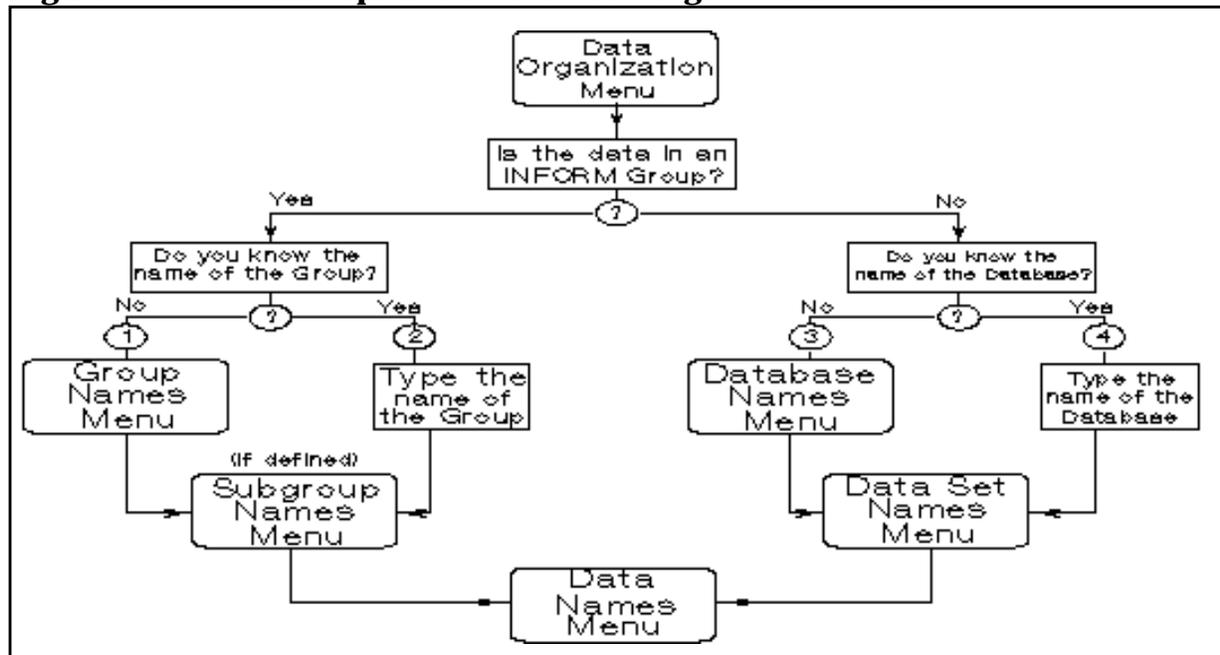 Data
Organization
Menu
Is the data in an
INFORM Group?
Yes
?
No
Do you know the
name of the Group?
Do you know the
name of the Database?
No
?
Yes
No
?
Yes
1
2
3
4
Group
Names
Menu
Type the
name of
the Group
Database
Names
Menu
Type the
name of the
Database
(if defined)
Subgroup
Names
Menu
Data Set
Names
Menu
Data
Names
Menu